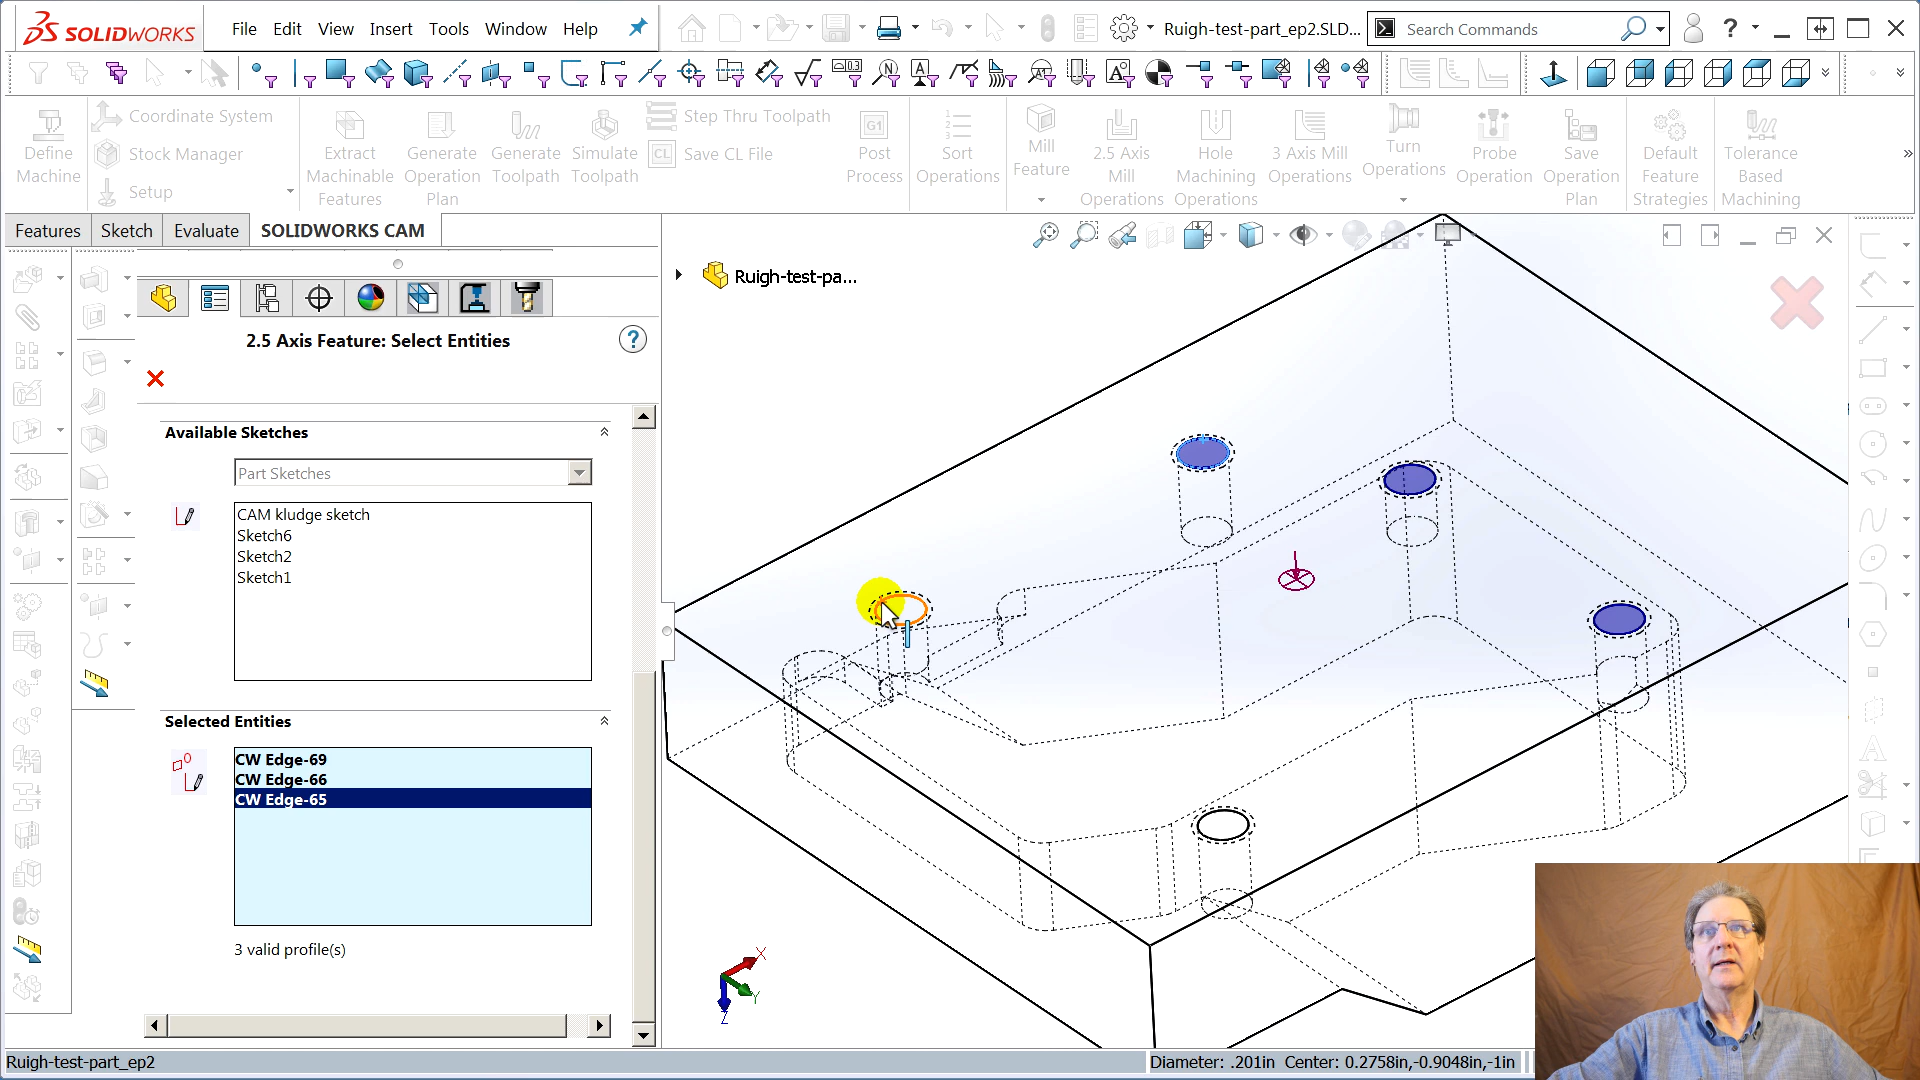 SOLIDWORKS
File Edit View Insert Tools Window Help
Ruigh-test-part_ep2.SLD...
Search Commands
?
Define
Machine
Coordinate System
Stock Manager
Setup
Extract
Machinable
Features
Generate
Operation
Plan
Generate
Toolpath
Simulate
Toolpath
Step Thru Toolpath
CL
Save CL File
G1
Post
Process
Sort
Operations
Mill
Feature
2.5 Axis
Mill
Operations
Hole
Machining
Operations
3 Axis Mill
Operations
Turn
Operations
Probe
Operation
Save
Operation
Plan
Default
Feature
Strategies
Tolerance
Based
Machining
Features Sketch Evaluate SOLIDWORKS CAM
Ruigh-test-pa...
2.5 Axis Feature: Select Entities
?
Available Sketches
Part Sketches
CAM kludge sketch
Sketch6
Sketch2
Sketch1
Selected Entities
CW Edge-69
CW Edge-66
CW Edge-65
3 valid profile(s)
X
Y
Z
Ruigh-test-part_ep2
Diameter: .201in Center: 0.2758in,-0.9048in,-1in